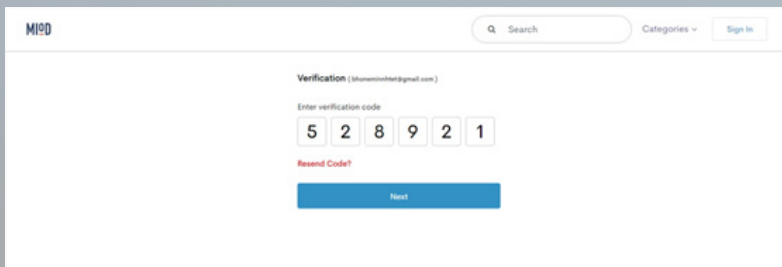 MIOD
Search
Categories
Sign In
Verification ( bhoneminnhtet@gmail.com )
Enter verification code
5 2 8 9 2 1
Resend Code?
Next